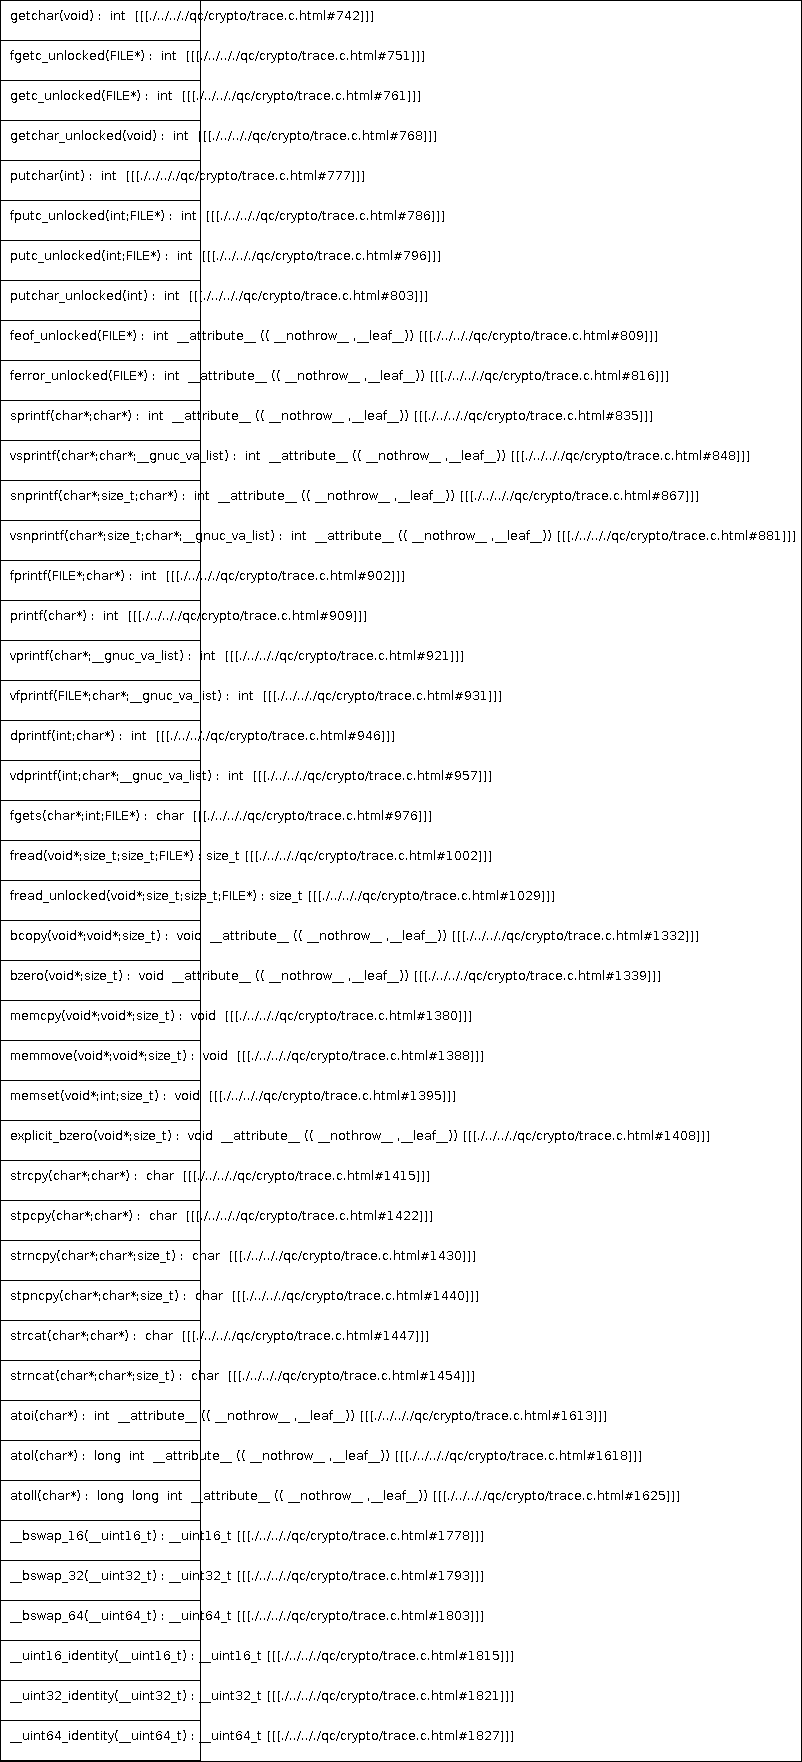 getchar(void) :  int  [[[./../.././qc/crypto/trace.c.html#742]]]
fgetc_unlocked(FILE*) :  int  [[[./../.././qc/crypto/trace.c.html#751]]]
getc_unlocked(FILE*) :  int  [[[./../.././qc/crypto/trace.c.html#761]]]
getchar_unlocked(void) :  int  [[[./../.././qc/crypto/trace.c.html#768]]]
putchar(int) :  int  [[[./../.././qc/crypto/trace.c.html#777]]]
fputc_unlocked(int;FILE*) :  int  [[[./../.././qc/crypto/trace.c.html#786]]]
putc_unlocked(int;FILE*) :  int  [[[./../.././qc/crypto/trace.c.html#796]]]
putchar_unlocked(int) :  int  [[[./../.././qc/crypto/trace.c.html#803]]]
feof_unlocked(FILE*) :  int  __attribute__ (( __nothrow__ ,__leaf__)) [[[./../.././qc/crypto/trace.c.html#809]]]
ferror_unlocked(FILE*) :  int  __attribute__ (( __nothrow__ ,__leaf__)) [[[./../.././qc/crypto/trace.c.html#816]]]
sprintf(char*;char*) :  int  __attribute__ (( __nothrow__ ,__leaf__)) [[[./../.././qc/crypto/trace.c.html#835]]]
vsprintf(char*;char*;__gnuc_va_list) :  int  __attribute__ (( __nothrow__ ,__leaf__)) [[[./../.././qc/crypto/trace.c.html#848]]]
snprintf(char*;size_t;char*) :  int  __attribute__ (( __nothrow__ ,__leaf__)) [[[./../.././qc/crypto/trace.c.html#867]]]
vsnprintf(char*;size_t;char*;__gnuc_va_list) :  int  __attribute__ (( __nothrow__ ,__leaf__)) [[[./../.././qc/crypto/trace.c.html#881]]]
fprintf(FILE*;char*) :  int  [[[./../.././qc/crypto/trace.c.html#902]]]
printf(char*) :  int  [[[./../.././qc/crypto/trace.c.html#909]]]
vprintf(char*;__gnuc_va_list) :  int  [[[./../.././qc/crypto/trace.c.html#921]]]
vfprintf(FILE*;char*;__gnuc_va_list) :  int  [[[./../.././qc/crypto/trace.c.html#931]]]
dprintf(int;char*) :  int  [[[./../.././qc/crypto/trace.c.html#946]]]
vdprintf(int;char*;__gnuc_va_list) :  int  [[[./../.././qc/crypto/trace.c.html#957]]]
fgets(char*;int;FILE*) :  char  [[[./../.././qc/crypto/trace.c.html#976]]]
fread(void*;size_t;size_t;FILE*) : size_t [[[./../.././qc/crypto/trace.c.html#1002]]]
fread_unlocked(void*;size_t;size_t;FILE*) : size_t [[[./../.././qc/crypto/trace.c.html#1029]]]
bcopy(void*;void*;size_t) :  void  __attribute__ (( __nothrow__ ,__leaf__)) [[[./../.././qc/crypto/trace.c.html#1332]]]
bzero(void*;size_t) :  void  __attribute__ (( __nothrow__ ,__leaf__)) [[[./../.././qc/crypto/trace.c.html#1339]]]
memcpy(void*;void*;size_t) :  void  [[[./../.././qc/crypto/trace.c.html#1380]]]
memmove(void*;void*;size_t) :  void  [[[./../.././qc/crypto/trace.c.html#1388]]]
memset(void*;int;size_t) :  void  [[[./../.././qc/crypto/trace.c.html#1395]]]
explicit_bzero(void*;size_t) :  void  __attribute__ (( __nothrow__ ,__leaf__)) [[[./../.././qc/crypto/trace.c.html#1408]]]
strcpy(char*;char*) :  char  [[[./../.././qc/crypto/trace.c.html#1415]]]
stpcpy(char*;char*) :  char  [[[./../.././qc/crypto/trace.c.html#1422]]]
strncpy(char*;char*;size_t) :  char  [[[./../.././qc/crypto/trace.c.html#1430]]]
stpncpy(char*;char*;size_t) :  char  [[[./../.././qc/crypto/trace.c.html#1440]]]
strcat(char*;char*) :  char  [[[./../.././qc/crypto/trace.c.html#1447]]]
strncat(char*;char*;size_t) :  char  [[[./../.././qc/crypto/trace.c.html#1454]]]
atoi(char*) :  int  __attribute__ (( __nothrow__ ,__leaf__)) [[[./../.././qc/crypto/trace.c.html#1613]]]
atol(char*) :  long  int  __attribute__ (( __nothrow__ ,__leaf__)) [[[./../.././qc/crypto/trace.c.html#1618]]]
atoll(char*) :  long  long  int  __attribute__ (( __nothrow__ ,__leaf__)) [[[./../.././qc/crypto/trace.c.html#1625]]]
__bswap_16(__uint16_t) : __uint16_t [[[./../.././qc/crypto/trace.c.html#1778]]]
__bswap_32(__uint32_t) : __uint32_t [[[./../.././qc/crypto/trace.c.html#1793]]]
__bswap_64(__uint64_t) : __uint64_t [[[./../.././qc/crypto/trace.c.html#1803]]]
__uint16_identity(__uint16_t) : __uint16_t [[[./../.././qc/crypto/trace.c.html#1815]]]
__uint32_identity(__uint32_t) : __uint32_t [[[./../.././qc/crypto/trace.c.html#1821]]]
__uint64_identity(__uint64_t) : __uint64_t [[[./../.././qc/crypto/trace.c.html#1827]]]